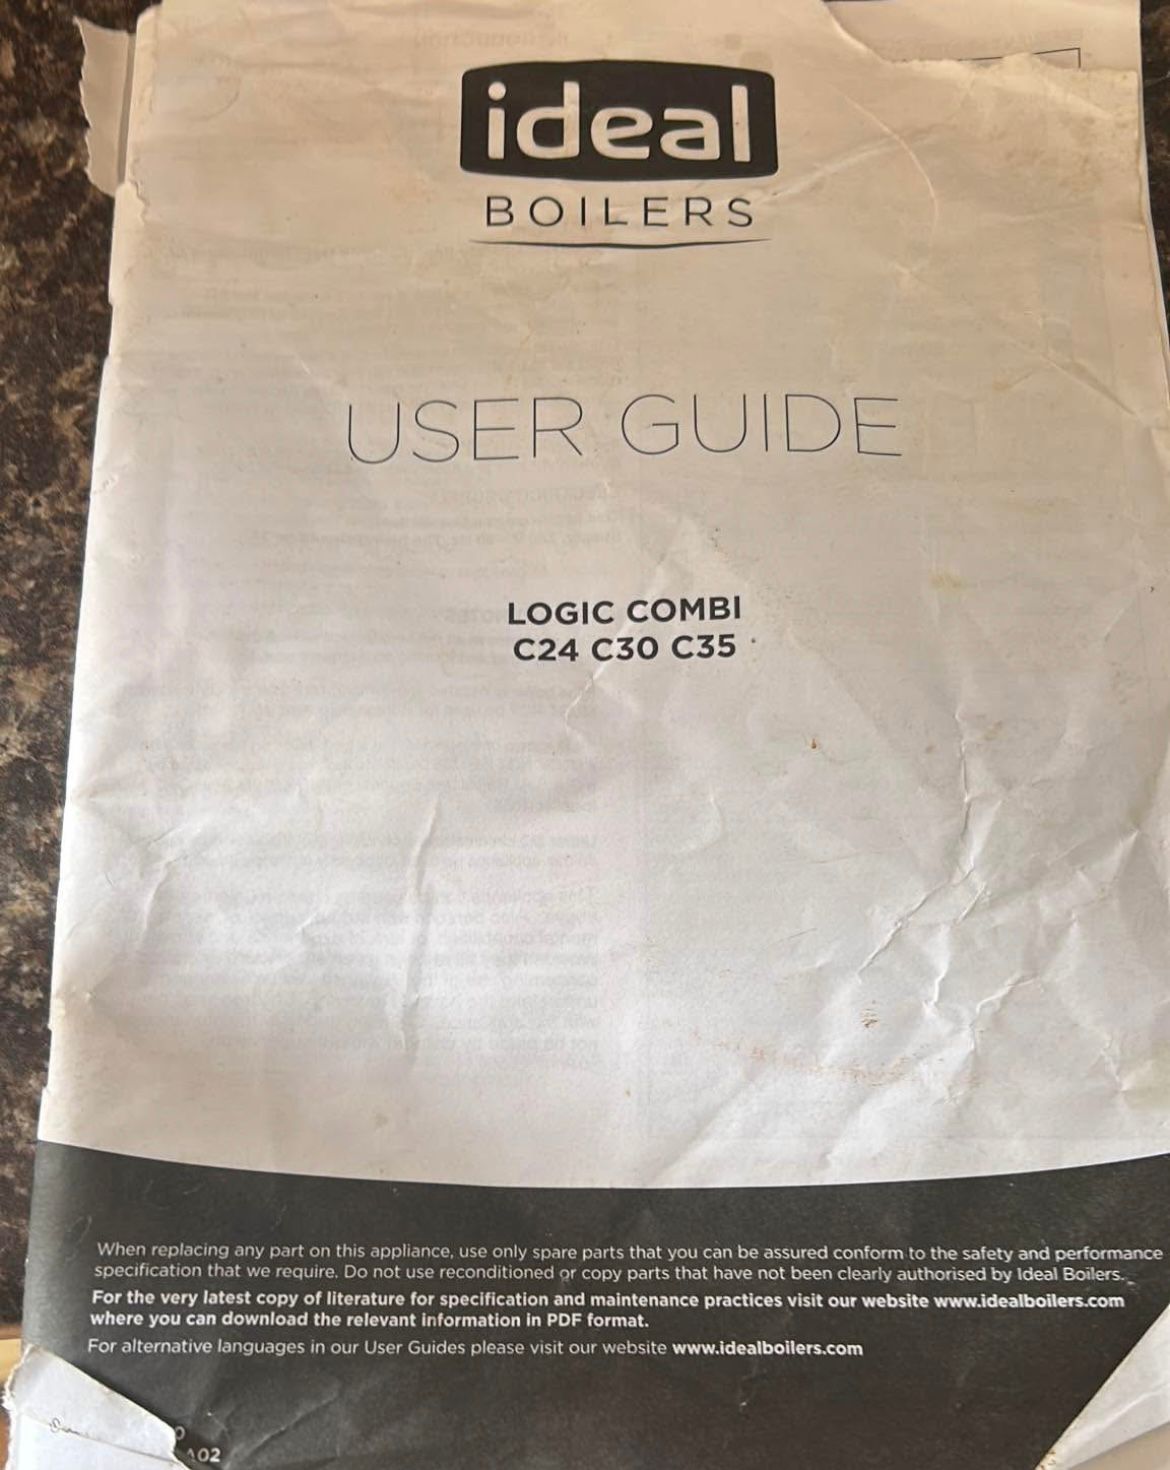 ideal
BOILERS
USER GUIDE
LOGIC COMBI
C24 C30 C35
When replacing any part on this appliance, use only spare parts that you can be assured conform to the safety and performance
specification that we require. Do not use reconditioned or copy parts that have not been clearly authorised by Ideal Boilers.
For the very latest copy of literature for specification and maintenance practices visit our website www.idealboilers.com
where you can download the relevant information in PDF format.
For alternative languages in our User Guides please visit our website www.idealboilers.com
A02